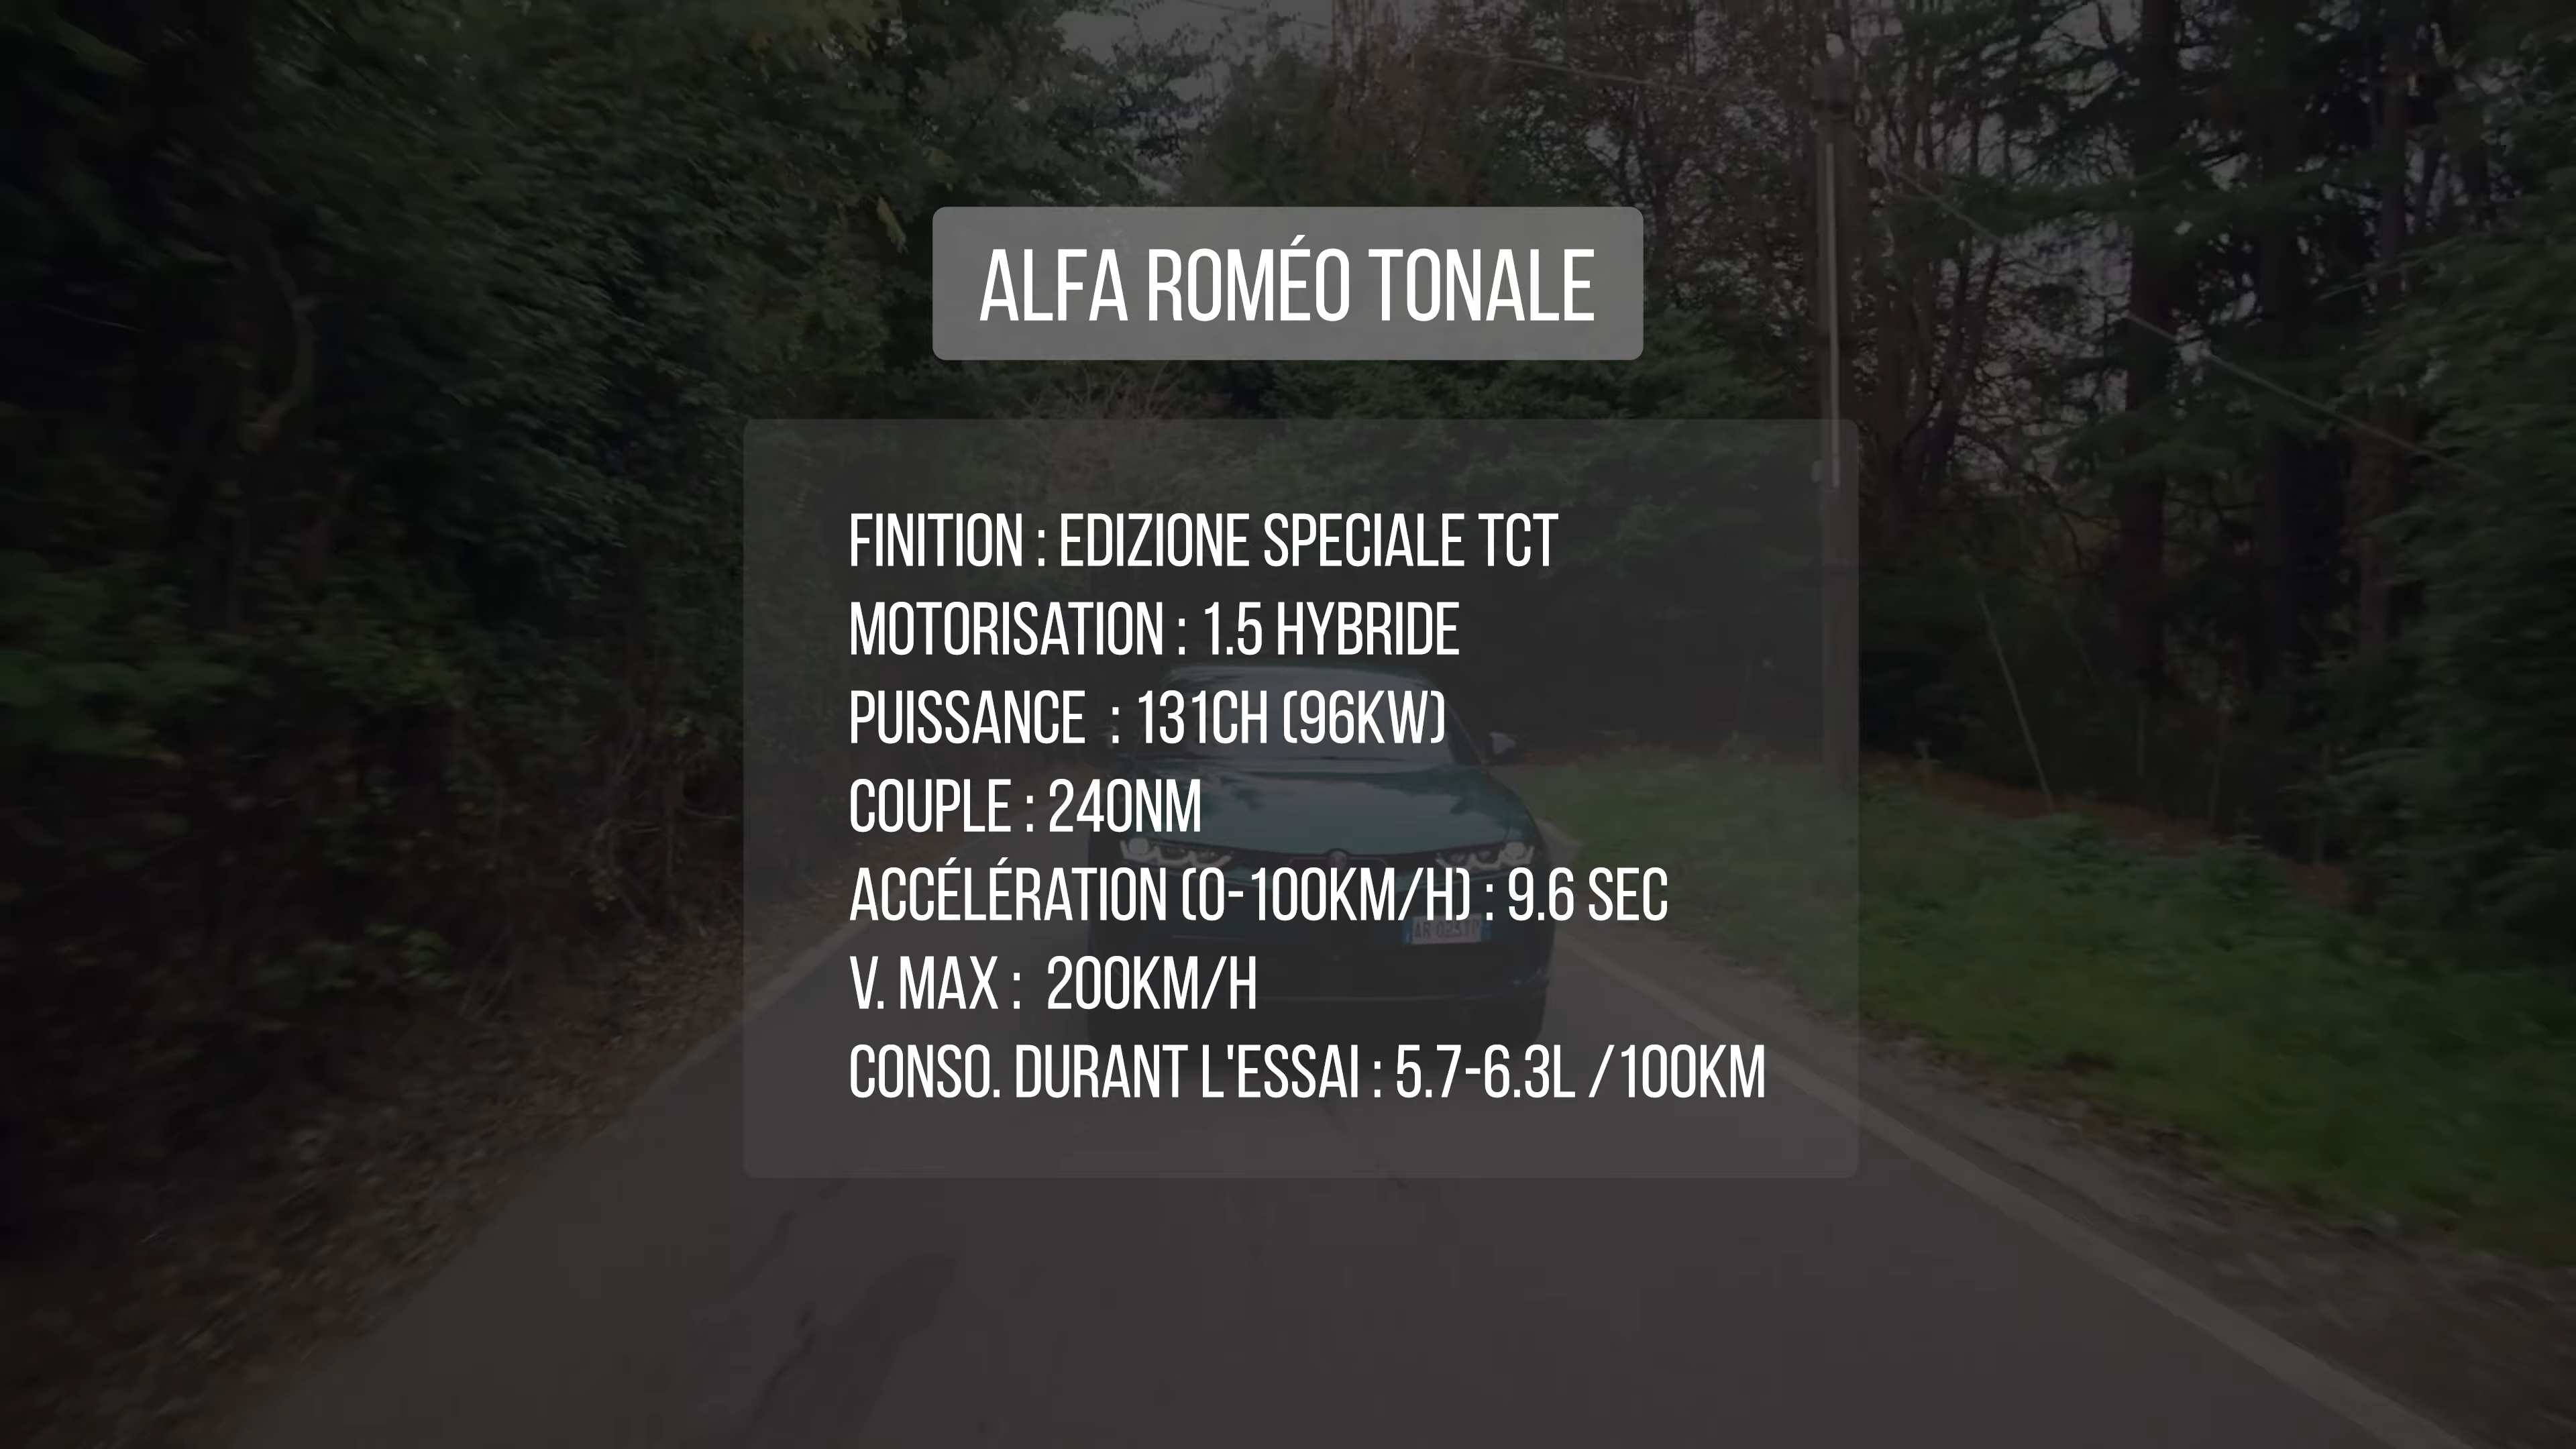 ALFA ROMÉO TONALE
FINITION : EDIZIONE SPECIALE TCT
MOTORISATION : 1.5 HYBRIDE
PUISSANCE  : 131CH (96KW)
COUPLE : 240NM
ACCÉLÉRATION (0-100KM/H) : 9.6 SEC
V. MAX :  200KM/H
CONSO. DURANT L'ESSAI : 5.7-6.3L /100KM